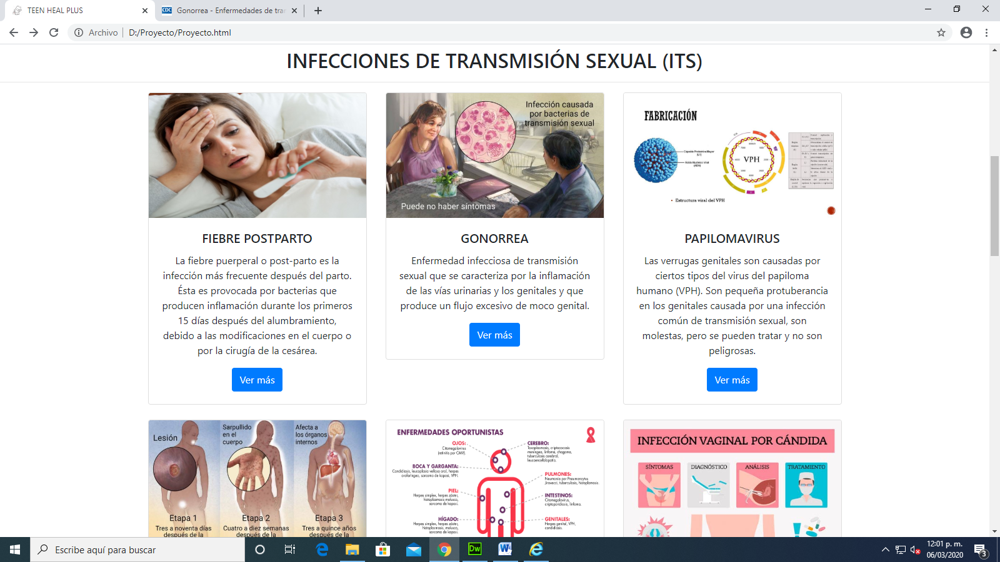 TEEN HEAL PLUS
CDC
Gonorrea - Enfermedades de tra
Archivo
D:/Proyecto/Proyecto.html
INFECCIONES DE TRANSMISIÓN SEXUAL (ITS)
FIEBRE POSTPARTO
La fiebre puerperal o post-parto es la
infección más frecuente después del parto.
Ésta es provocada por bacterias que
producen inflamación durante los primeros
15 días después del alumbramiento,
debido a las modificaciones en el cuerpo o
por la cirugía de la cesárea.
Ver más
Infección causada
por bacterias de
transmisión sexual
Puede no haber síntomas
GONORREA
Enfermedad infecciosa de transmisión
sexual que se caracteriza por la inflamación
de las vías urinarias y los genitales y que
produce un flujo excesivo de moco genital.
Ver más
FABRICACIÓN
Capside Proteinica Mayor
(L1)
VPH
• Estructura viral del VPH
PAPILOMAVIRUS
Las verrugas genitales son causadas por
ciertos tipos del virus del papiloma
humano (VPH). Son pequeña protuberancia
en los genitales causada por una infección
común de transmisión sexual, son
molestas, pero se pueden tratar y no son
peligrosas.
Ver más
Lesión
Sarpullido
en el
cuerpo
Afecta a
los órganos
internos
Etapa 1
Tres a noventa días
después de la
Etapa 2
Cuatro a diez semanas
después de la
Etapa 3
Tres a quince años
después de la
ENFERMEDADES OPORTUNISTAS
OJOS:
Citomegalovirus
(retinitis por CMV).
BOCA Y GARGANTA:
Candidiasis, leucoplasia vellosa oral, herpes
orofaríngeo, sarcoma de kaposi, VPH.
PIEL:
Herpes simplex, herpes zóster,
histoplasmosis molusco,
sarcoma de kaposi.
HÍGADO:
Herpes simplex, herpes zóster,
histoplasmosis, molusco,
sarcoma de kaposi.
CEREBRO:
Toxoplasmosis, criptococosis
meningea, linfoma, chagoma,
tuberculosis cerebral,
leucoencefalopatia.
PULMONES:
Neumonia por Pneumocytus
Jirovecci, tuberculosis, histoplasmosis.
INTESTINOS:
Citomegalovirus,
criptosporidiosis, linfoma.
GENITALES:
Herpes genital, VPH,
candidiasis.
INFECCIÓN VAGINAL POR CÁNDIDA
SÍNTOMAS
DIAGNÓSTICO
ANÁLISIS
TRATAMIENTO
Escribe aquí para buscar
Dw
W
12:01 p. m.
06/03/2020
3